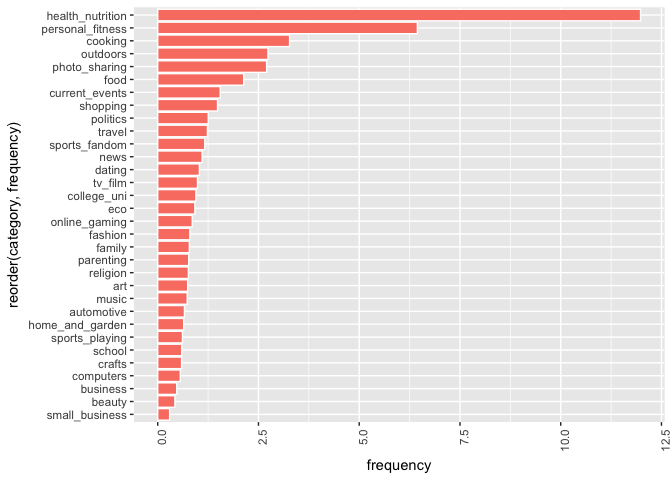 health_nutrition
personal_fitness
cooking
outdoors
photo_sharing
food
current_events
shopping
politics
travel
sports_fandom
news
dating
tv_film
college_uni
eco
online_gaming
fashion
family
parenting
religion
art
music
automotive
home_and_garden
sports_playing
school
crafts
computers
business
beauty
small_business
reorder(category, frequency)
0.0
2.5
5.0
7.5
10.0
12.5
frequency